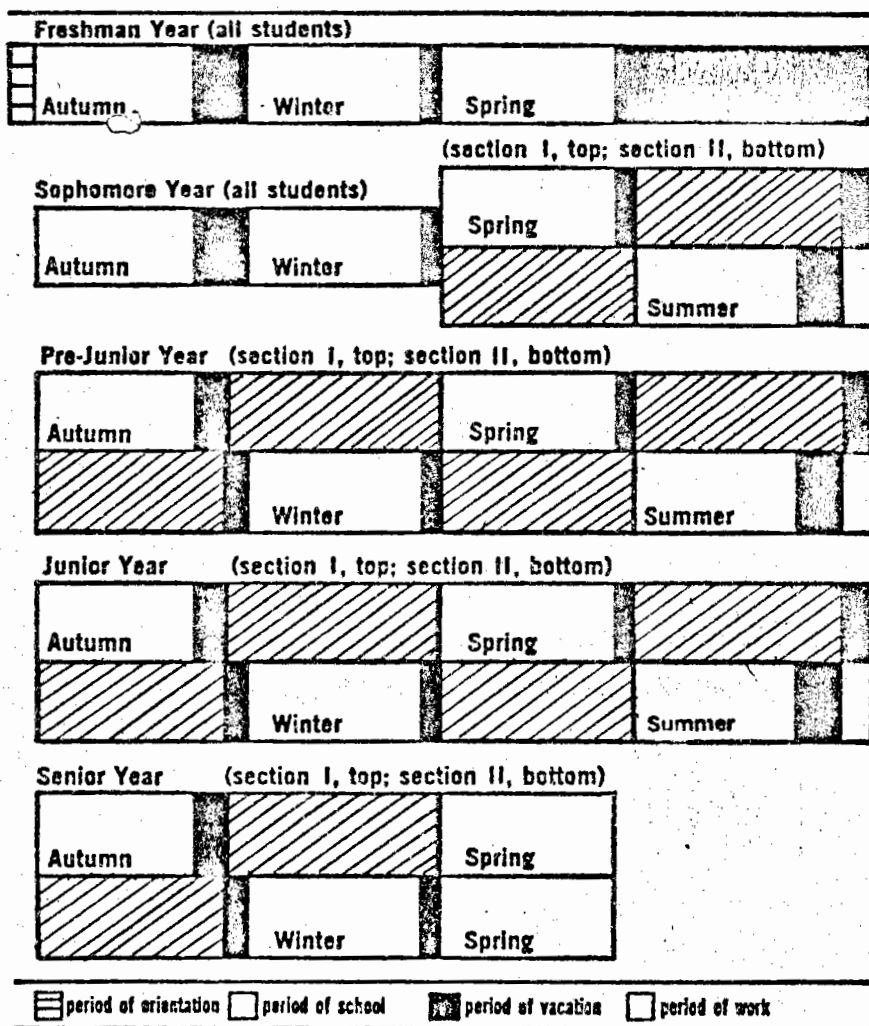 Freshman Year (all students)
Autumn Winter Spring
(section I, top; section II, bottom)
Sophomore Year (all students)
Spring
Autumn Winter
Summer
Pre-Junior Year (section I, top; section II, bottom)
Autumn Spring
Winter Summer
Junior Year (section I, top; section II, bottom)
Autumn Spring
Winter Summer
Senior Year (section I, top; section II, bottom)
Autumn Spring
Winter Spring
period of orientation period of school period of vacation period of work